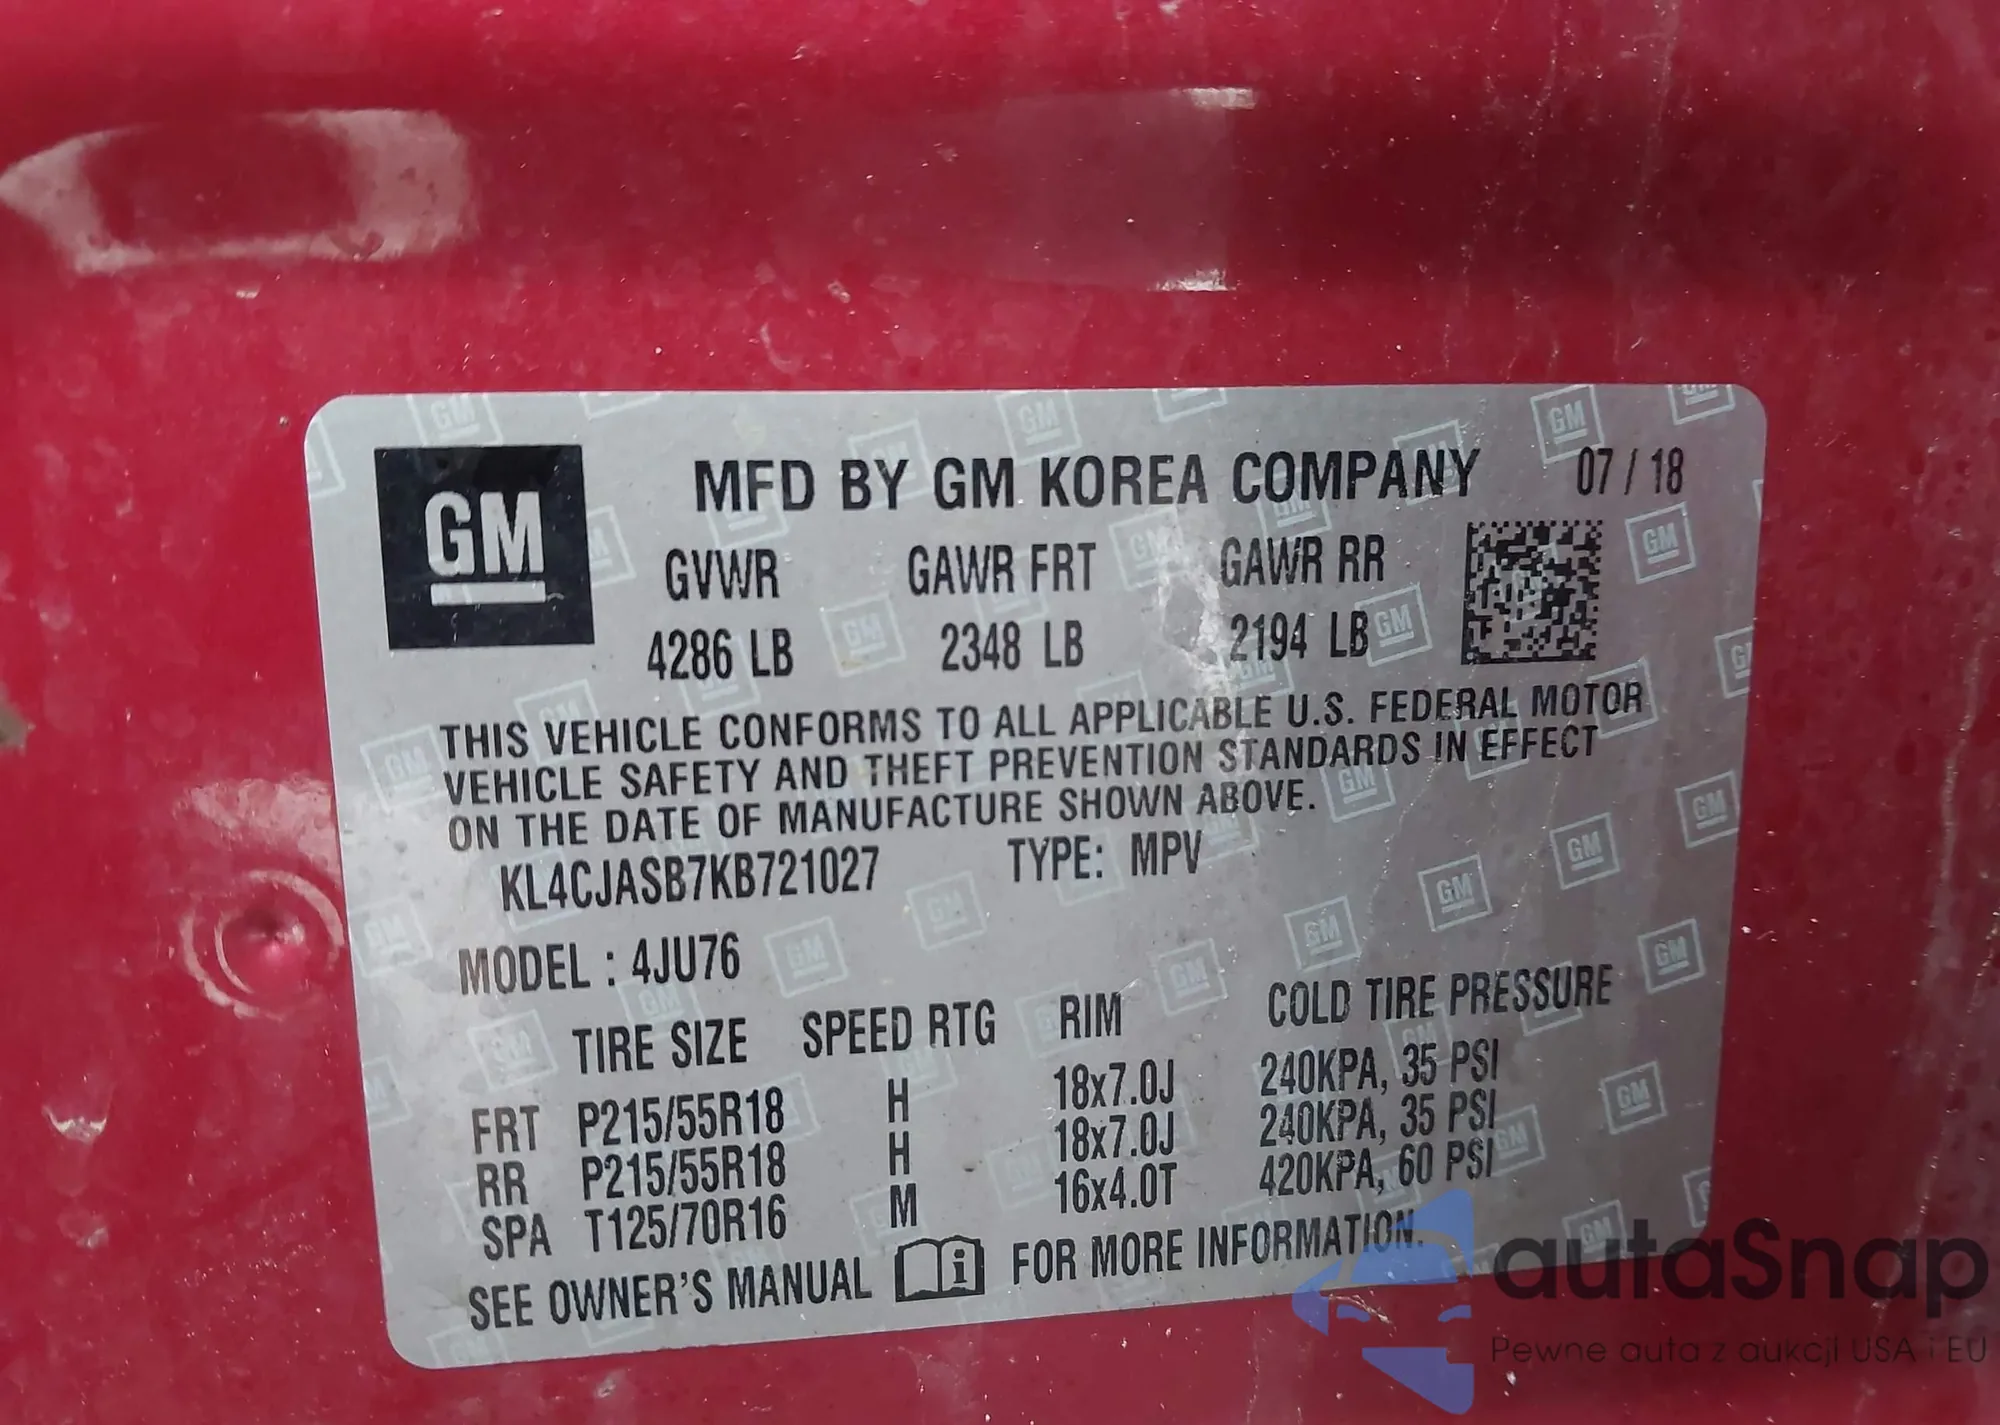 GM
MFD BY GM KOREA COMPANY 07 / 18
GVWR GAWR FRT GAWR RR
4286 LB 2348 LB 2194 LB
THIS VEHICLE CONFORMS TO ALL APPLICABLE U.S. FEDERAL MOTOR
VEHICLE SAFETY AND THEFT PREVENTION STANDARDS IN EFFECT
ON THE DATE OF MANUFACTURE SHOWN ABOVE.
KL4CJASB7KB721027 TYPE: MPV
MODEL : 4JU76
TIRE SIZE SPEED RTG RIM COLD TIRE PRESSURE
FRT P215/55R18 H 18x7.0J 240KPA, 35 PSI
RR P215/55R18 H 18x7.0J 240KPA, 35 PSI
SPA T125/70R16 M 16x4.0T 420KPA, 60 PSI
SEE OWNER'S MANUAL i FOR MORE INFORMATION.
autaSnap
Pewne auta z aukcji USA i EU